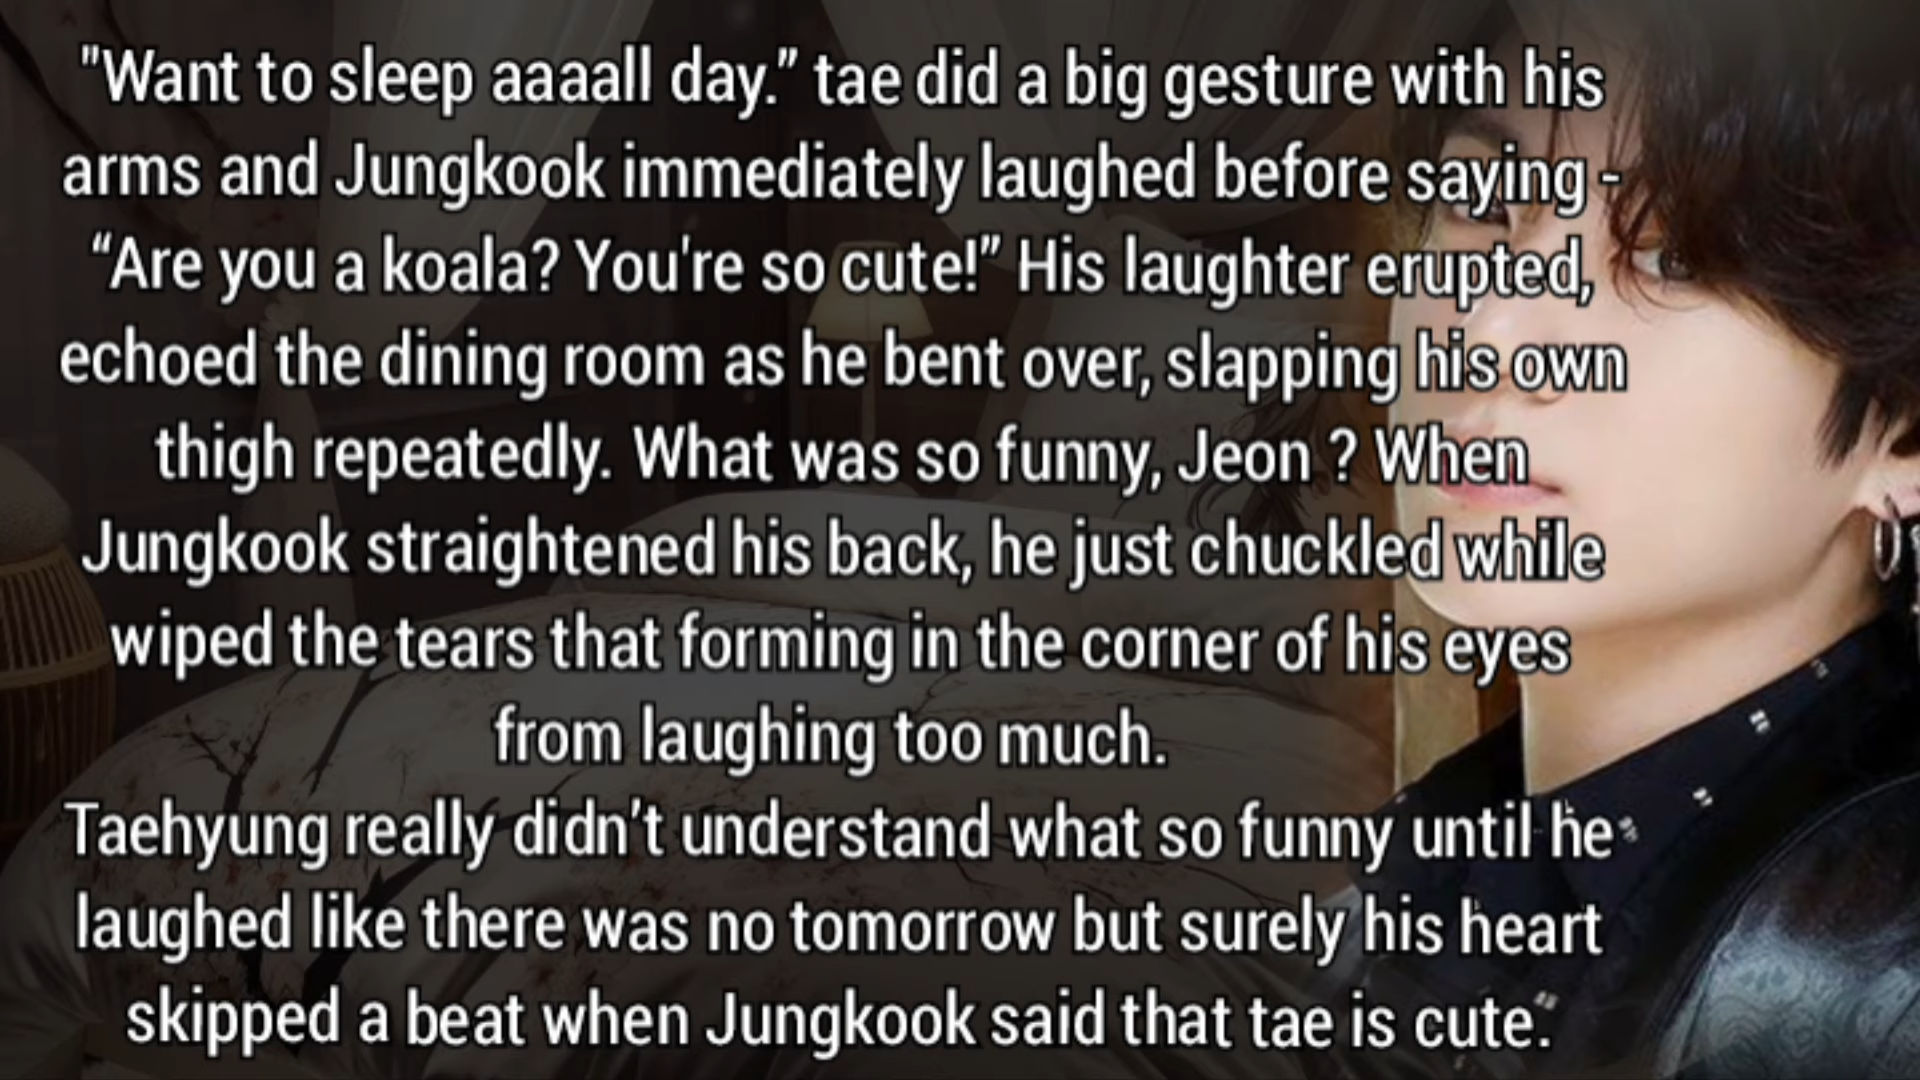 "Want to sleep aaaall day.” tae did a big gesture with his
arms and Jungkook immediately laughed before saying -
“Are you a koala? You're so cute!” His laughter erupted,
echoed the dining room as he bent over, slapping his own
thigh repeatedly. What was so funny, Jeon ? When
Jungkook straightened his back, he just chuckled while
wiped the tears that forming in the corner of his eyes
from laughing too much.
Taehyung really didn’t understand what so funny until he
laughed like there was no tomorrow but surely his heart
skipped a beat when Jungkook said that tae is cute.